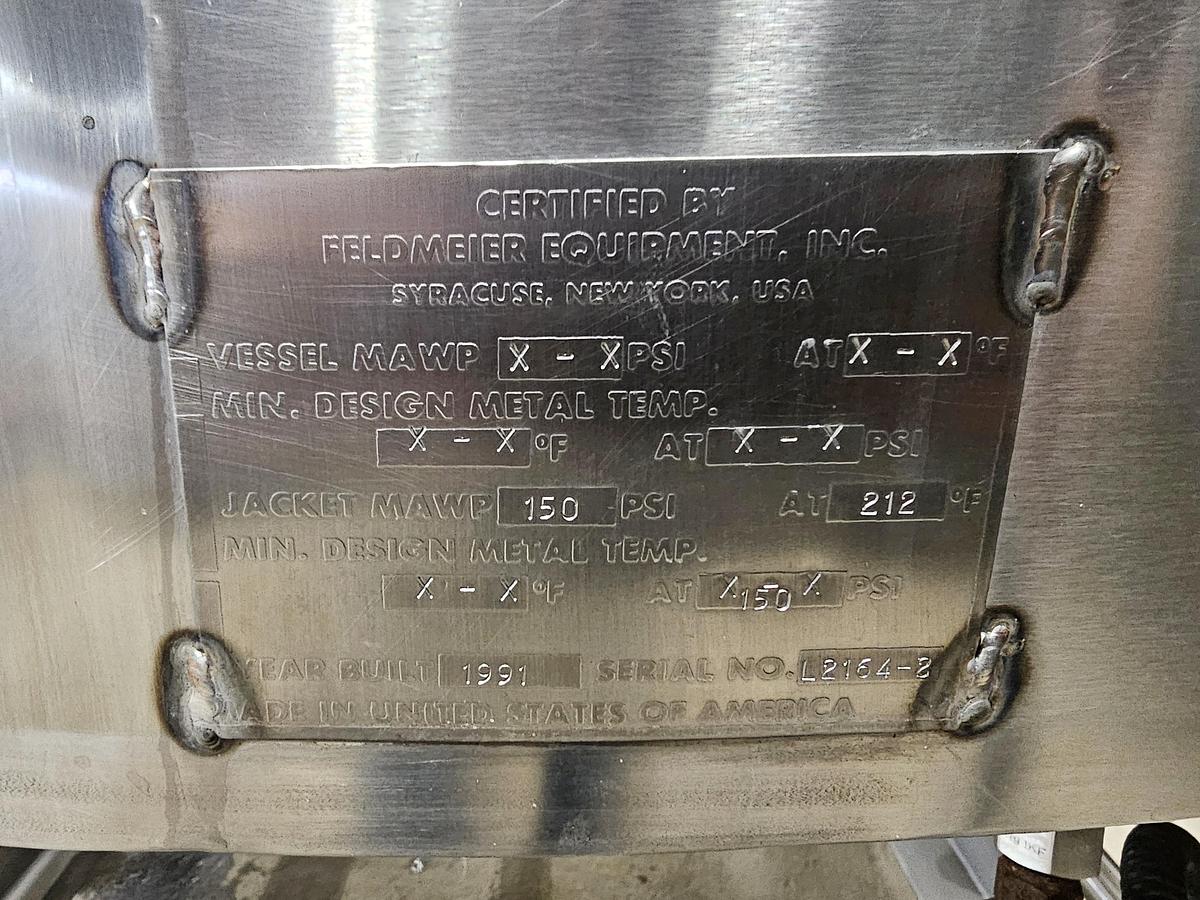 CERTIFIED BY
FELDMEIER EQUIPMENT, INC.
SYRACUSE, NEW YORK, USA
VESSEL MAWP X - X PSI AT X - X °F
MIN. DESIGN METAL TEMP.
X - X °F AT X - X PSI
JACKET MAWP 150 PSI AT 212 °F
MIN. DESIGN METAL TEMP.
X - X °F AT X - X PSI
150
YEAR BUILT 1991 SERIAL NO. L2164-2
MADE IN UNITED STATES OF AMERICA